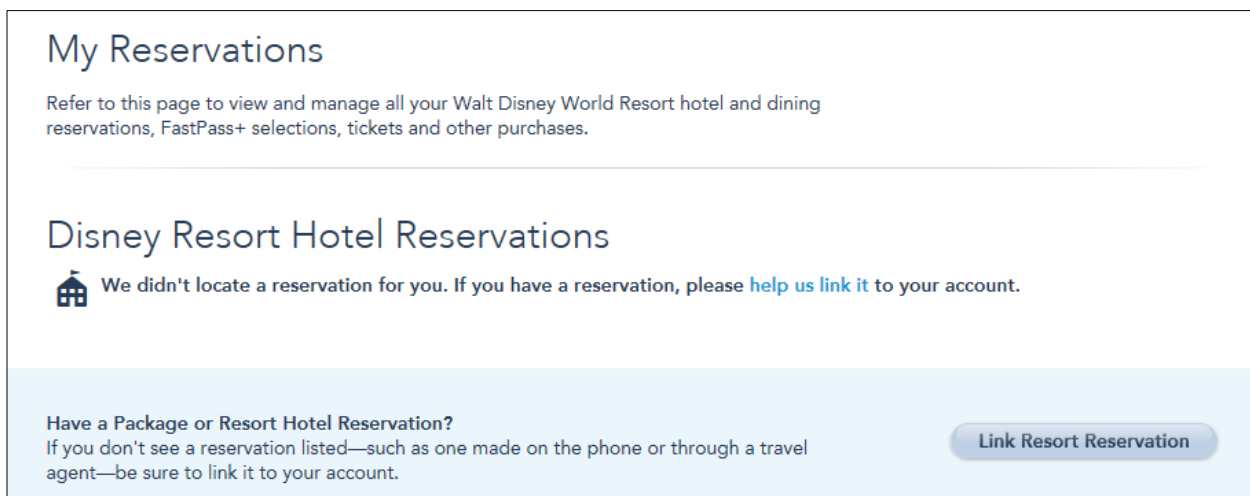 My Reservations
Refer to this page to view and manage all your Walt Disney World Resort hotel and dining
reservations, FastPass+ selections, tickets and other purchases.
Disney Resort Hotel Reservations
We didn't locate a reservation for you. If you have a reservation, please help us link it to your account.
Have a Package or Resort Hotel Reservation?
If you don't see a reservation listed—such as one made on the phone or through a travel
agent—be sure to link it to your account.
Link Resort Reservation